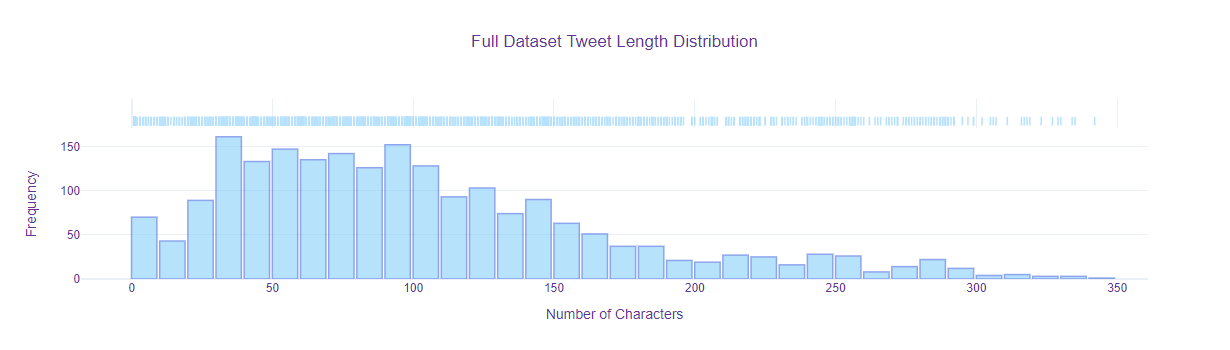 Full Dataset Tweet Length Distribution
150
100
50
0
Frequency
0 50 100 150 200 250 300 350
Number of Characters